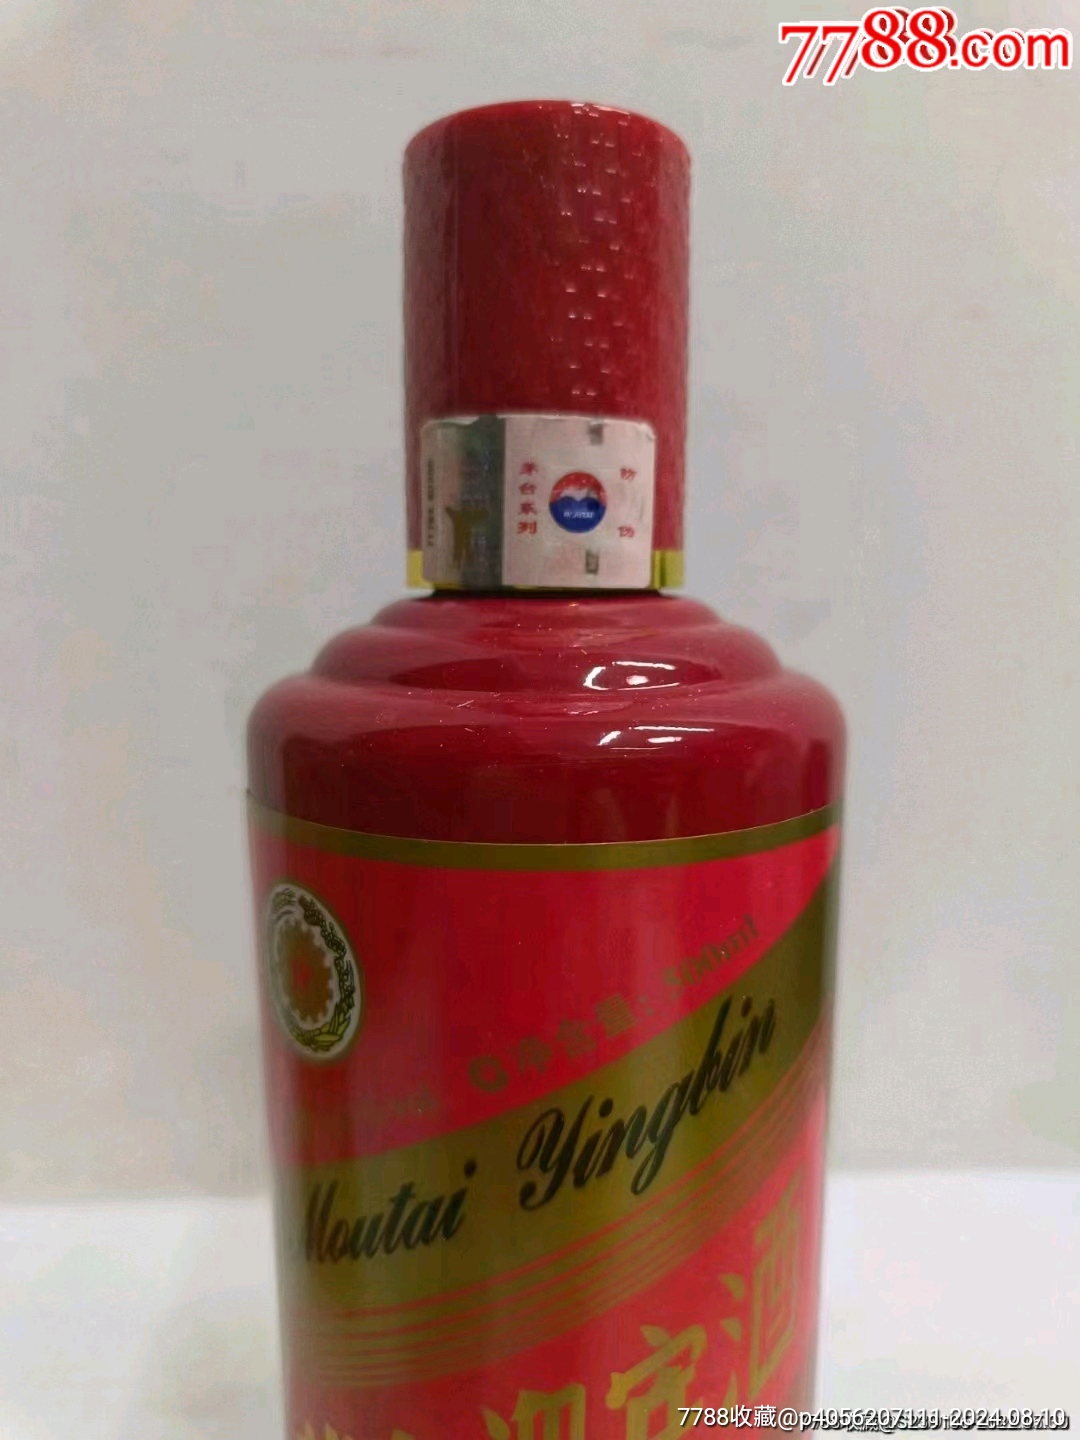 7788.com
茅台系列
防伪
净含量:500ml
Moutai Yingbin
迎宾酒
7788收藏@p4056207111-2024-08-10